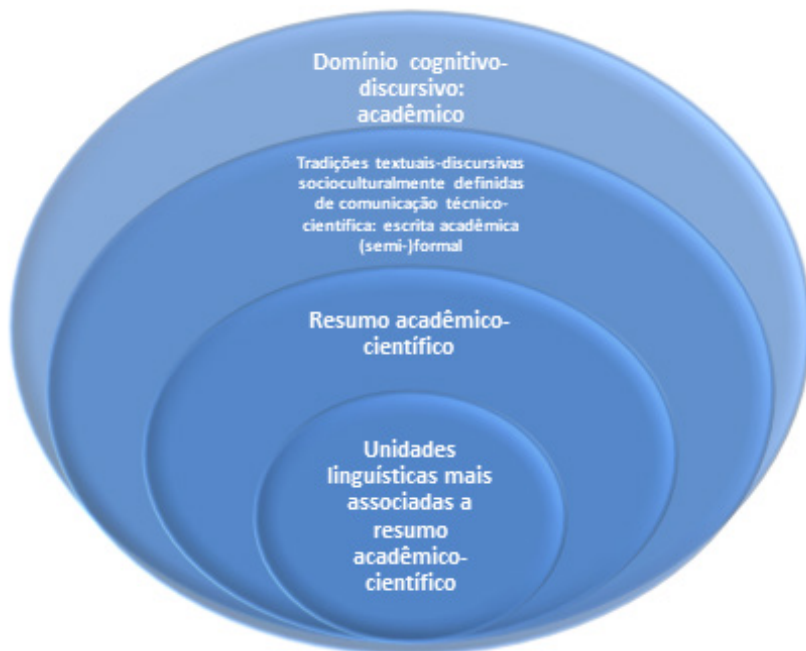 Domínio cognitivo-
discursivo:
acadêmico
Tradições textuais-discursivas
socioculturalmente definidas
de comunicação técnico-
científica: escrita acadêmica
(semi-)formal
Resumo acadêmico-
científico
Unidades
linguísticas mais
associadas a
resumo
acadêmico-
científico